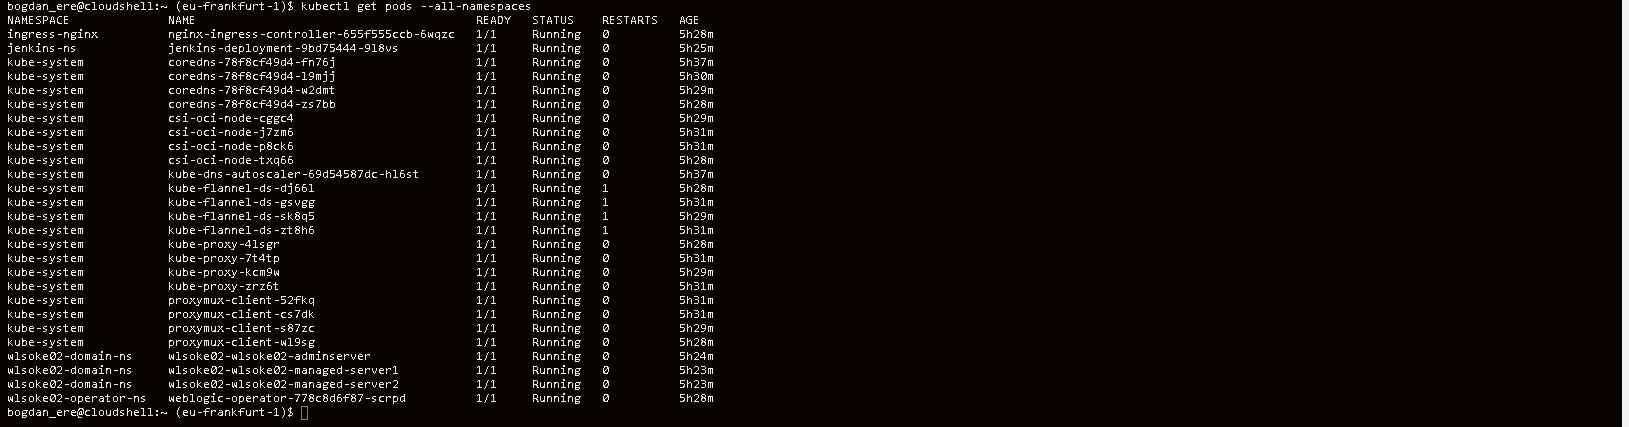 bogdan_ere@cloudshell:~ (eu-frankfurt-1)$ kubectl get pods --all-namespaces
NAMESPACE NAME READY STATUS RESTARTS AGE
ingress-nginx nginx-ingress-controller-655f555ccb-6wqzc 1/1 Running 0 5h28m
jenkins-ns jenkins-deployment-9bd75444-9l8vs 1/1 Running 0 5h25m
kube-system coredns-78f8cf49d4-fn76j 1/1 Running 0 5h37m
kube-system coredns-78f8cf49d4-l9mjj 1/1 Running 0 5h30m
kube-system coredns-78f8cf49d4-w2dmt 1/1 Running 0 5h29m
kube-system coredns-78f8cf49d4-zs7bb 1/1 Running 0 5h28m
kube-system csi-oci-node-cggc4 1/1 Running 0 5h29m
kube-system csi-oci-node-j7zm6 1/1 Running 0 5h31m
kube-system csi-oci-node-p8ck6 1/1 Running 0 5h31m
kube-system csi-oci-node-txq66 1/1 Running 0 5h28m
kube-system kube-dns-autoscaler-69d54587dc-hl6st 1/1 Running 0 5h37m
kube-system kube-flannel-ds-dj66l 1/1 Running 1 5h28m
kube-system kube-flannel-ds-gsvgg 1/1 Running 1 5h31m
kube-system kube-flannel-ds-sk8q5 1/1 Running 1 5h29m
kube-system kube-flannel-ds-zt8h6 1/1 Running 1 5h31m
kube-system kube-proxy-4lsgr 1/1 Running 0 5h28m
kube-system kube-proxy-7t4tp 1/1 Running 0 5h31m
kube-system kube-proxy-kcm9w 1/1 Running 0 5h29m
kube-system kube-proxy-zrz6t 1/1 Running 0 5h31m
kube-system proxymux-client-52fkq 1/1 Running 0 5h31m
kube-system proxymux-client-cs7dk 1/1 Running 0 5h31m
kube-system proxymux-client-s87zc 1/1 Running 0 5h29m
kube-system proxymux-client-wl9sg 1/1 Running 0 5h28m
wlsoke02-domain-ns wlsoke02-wlsoke02-adminserver 1/1 Running 0 5h24m
wlsoke02-domain-ns wlsoke02-wlsoke02-managed-server1 1/1 Running 0 5h23m
wlsoke02-domain-ns wlsoke02-wlsoke02-managed-server2 1/1 Running 0 5h23m
wlsoke02-operator-ns weblogic-operator-778c8d6f87-scrpd 1/1 Running 0 5h28m
bogdan_ere@cloudshell:~ (eu-frankfurt-1)$